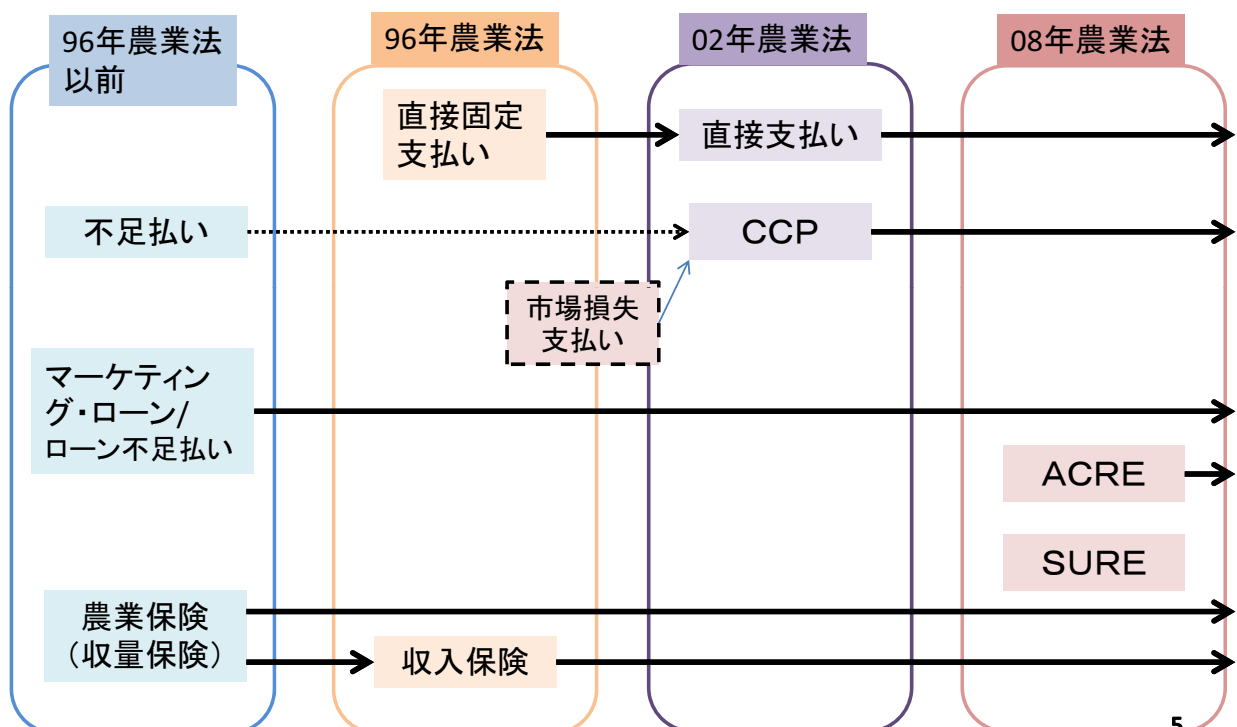 96年農業法
以前
96年農業法
02年農業法
08年農業法
直接固定
支払い
直接支払い
不足払い
CCP
市場損失
支払い
マーケティン
グ・ローン/
ローン不足払い
ACRE
SURE
農業保険
（収量保険）
収入保険
5